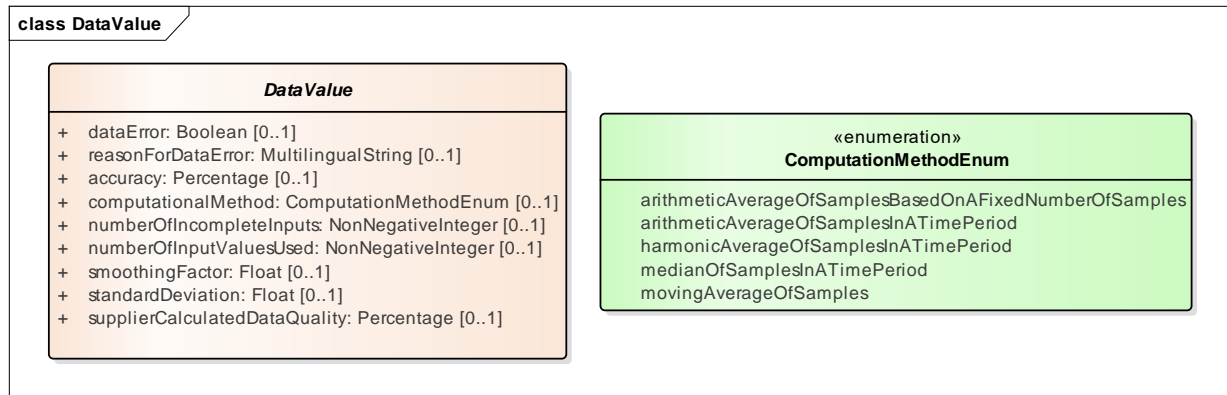 class DataValue
DataValue
+ dataError: Boolean [0..1]
+ reasonForDataError: MultilingualString [0..1]
+ accuracy: Percentage [0..1]
+ computationalMethod: ComputationMethodEnum [0..1]
+ numberOfIncompleteInputs: NonNegativeInteger [0..1]
+ numberOfInputValuesUsed: NonNegativeInteger [0..1]
+ smoothingFactor: Float [0..1]
+ standardDeviation: Float [0..1]
+ supplierCalculatedDataQuality: Percentage [0..1]
«enumeration»
ComputationMethodEnum
arithmeticAverageOfSamplesBasedOnAFixedNumberOfSamples
arithmeticAverageOfSamplesInATimePeriod
harmonicAverageOfSamplesInATimePeriod
medianOfSamplesInATimePeriod
movingAverageOfSamples